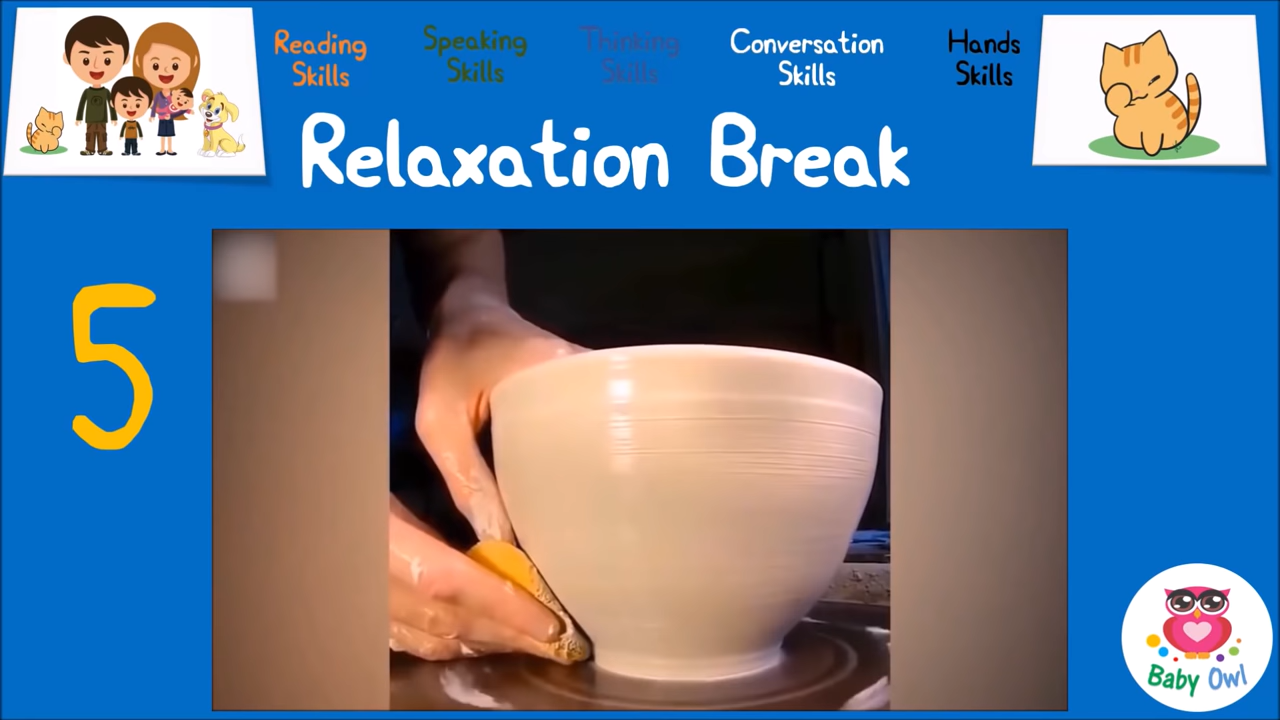 Reading
Skills
Speaking
Skills
Thinking
Skills
Conversation
Skills
Hands
Skills
Relaxation Break
5
Baby Owl